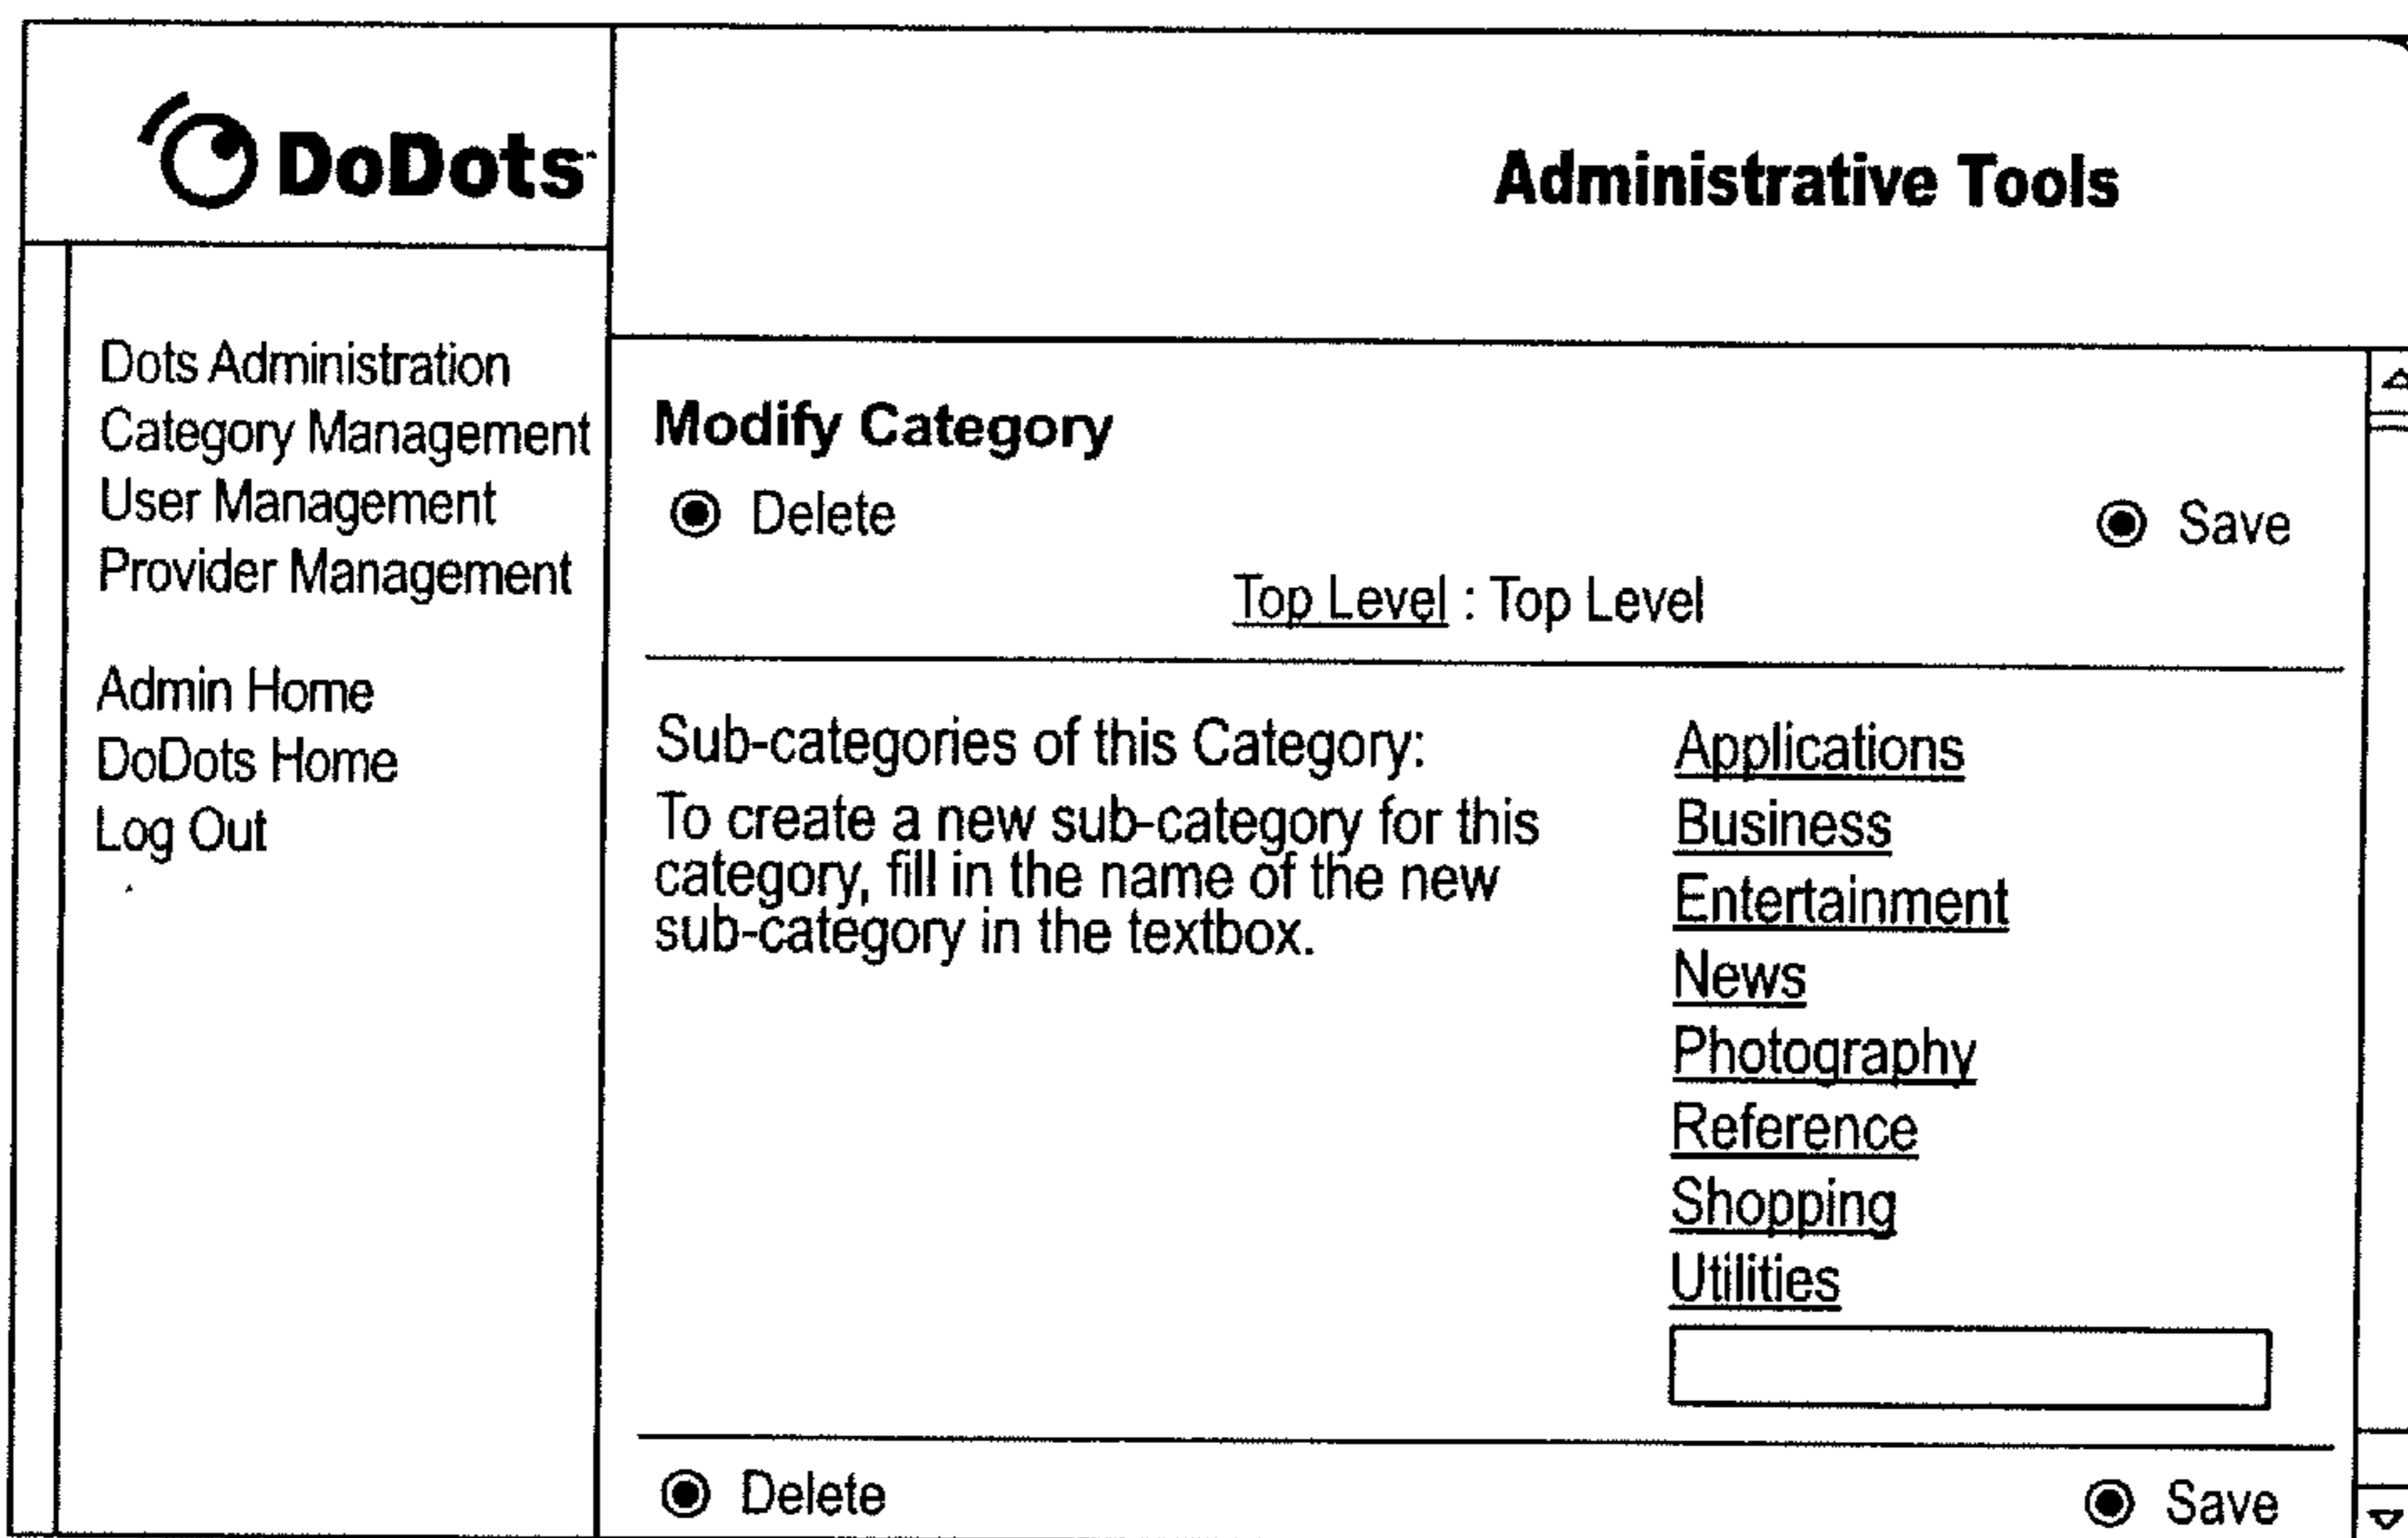 DoDots™
Administrative Tools
Dots Administration
Category Management
User Management
Provider Management
Admin Home
DoDots Home
Log Out
Modify Category
Delete
Save
Top Level : Top Level
Sub-categories of this Category:
To create a new sub-category for this
category, fill in the name of the new
sub-category in the textbox.
Applications
Business
Entertainment
News
Photography
Reference
Shopping
Utilities
Delete
Save